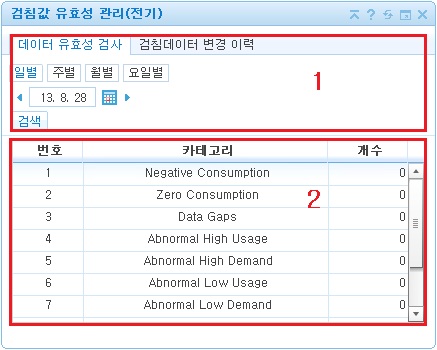 검침값 유효성 관리(전기)
데이터 유효성 검사 검침데이터 변경 이력
일별 주별 월별 요일별
13. 8. 28
검색
1
번호 카테고리 개수
1 Negative Consumption 0
2 Zero Consumption 0
3 Data Gaps 0
4 Abnormal High Usage 0
5 Abnormal High Demand 0
6 Abnormal Low Usage 0
7 Abnormal Low Demand 0
2